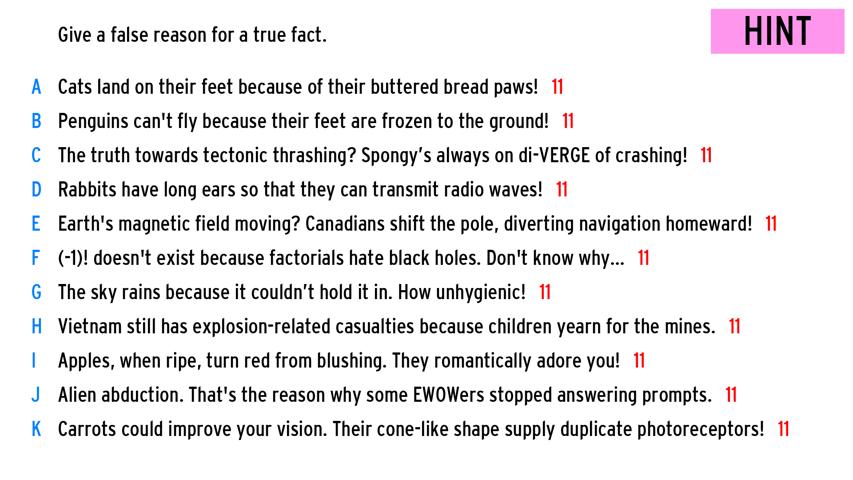 Give a false reason for a true fact.
HINT
A Cats land on their feet because of their buttered bread paws! 11
B Penguins can't fly because their feet are frozen to the ground! 11
C The truth towards tectonic thrashing? Spongy’s always on di-VERGE of crashing! 11
D Rabbits have long ears so that they can transmit radio waves! 11
E Earth's magnetic field moving? Canadians shift the pole, diverting navigation homeward! 11
F (-1)! doesn't exist because factorials hate black holes. Don't know why... 11
G The sky rains because it couldn’t hold it in. How unhygienic! 11
H Vietnam still has explosion-related casualties because children yearn for the mines. 11
I Apples, when ripe, turn red from blushing. They romantically adore you! 11
J Alien abduction. That's the reason why some EWOWers stopped answering prompts. 11
K Carrots could improve your vision. Their cone-like shape supply duplicate photoreceptors! 11